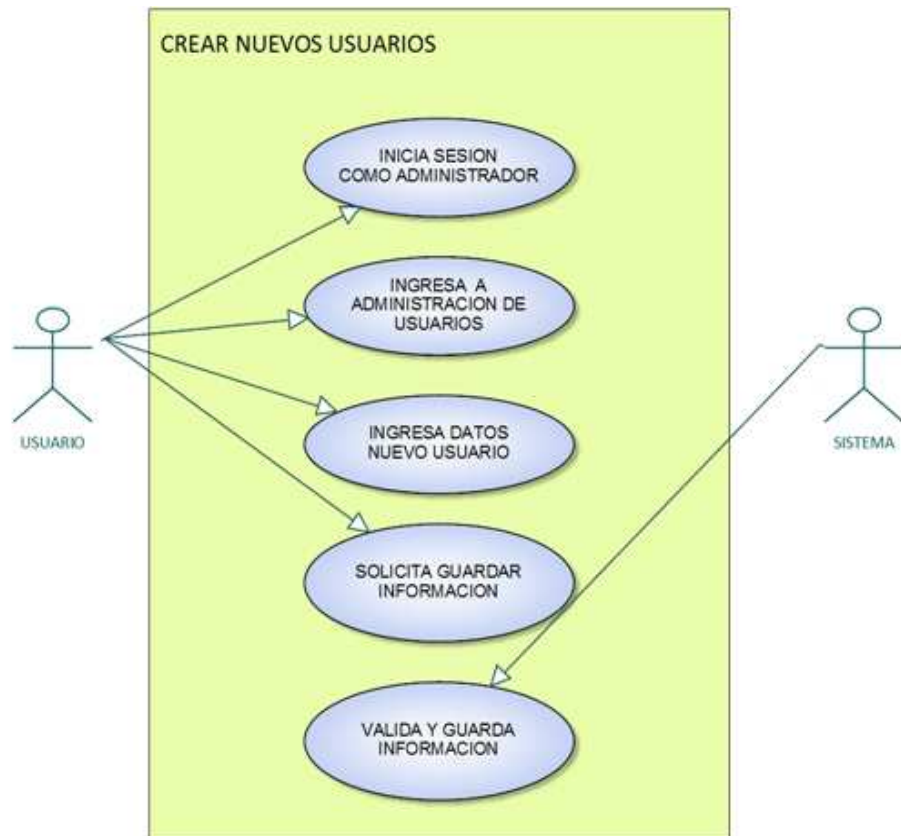 CREAR NUEVOS USUARIOS
INICIA SESION
COMO ADMINISTRADOR
INGRESA A
ADMINISTRACION DE
USUARIOS
INGRESA DATOS
NUEVO USUARIO
SOLICITA GUARDAR
INFORMACION
VALIDA Y GUARDA
INFORMACION
USUARIO
SISTEMA